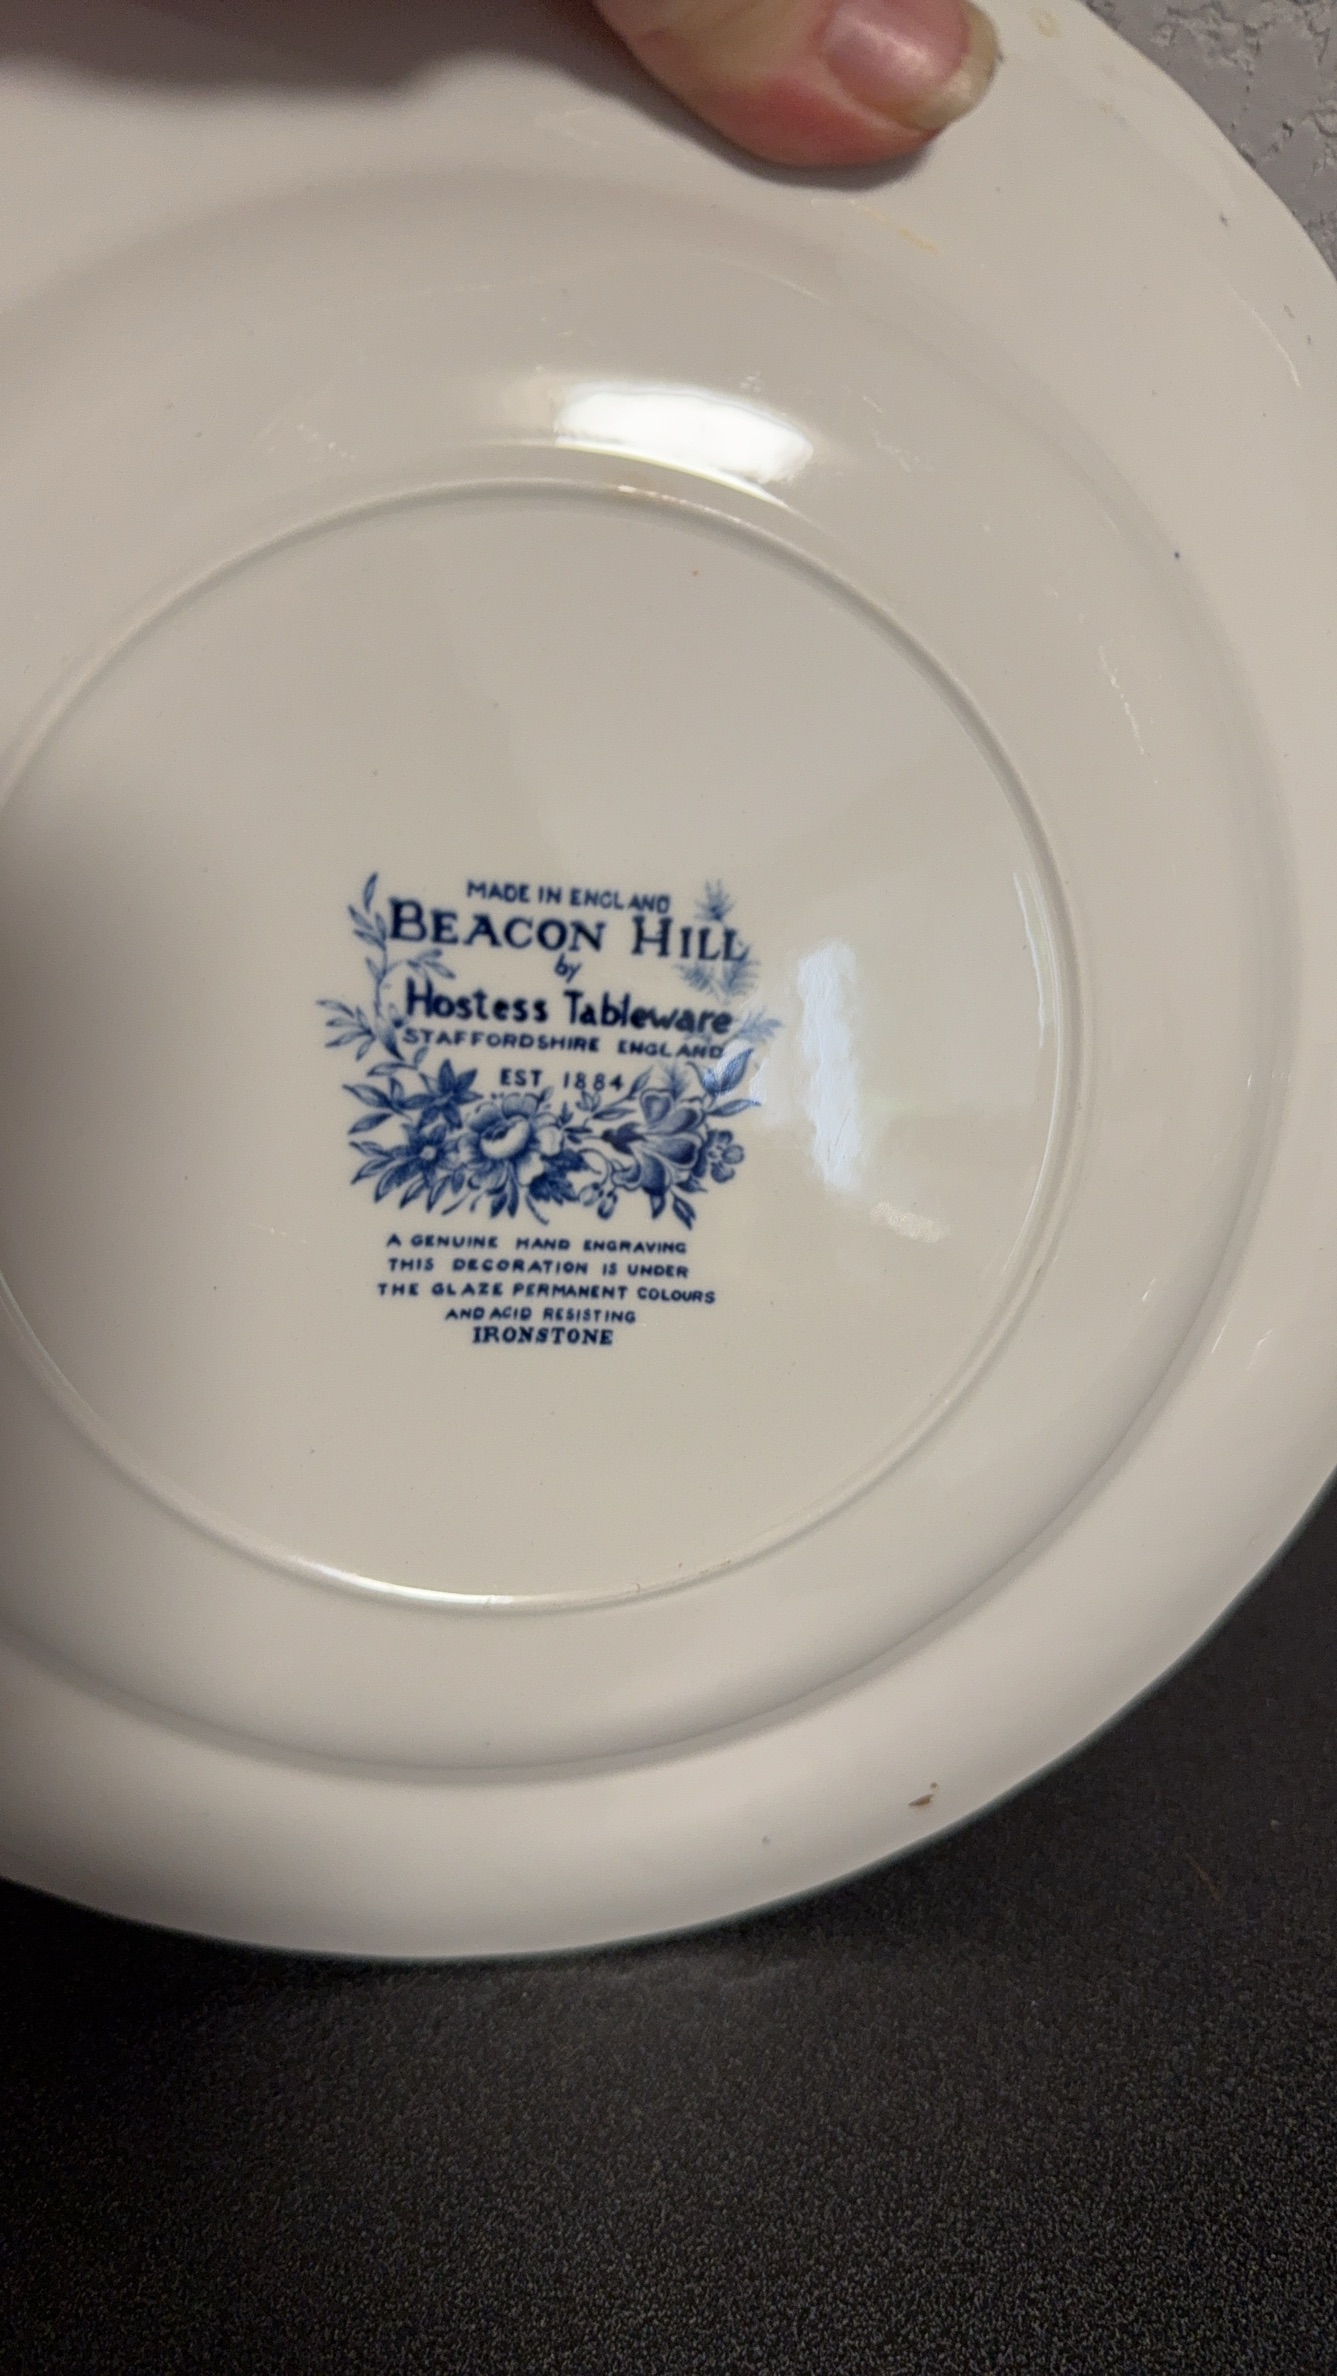 MADE IN ENGLAND
BEACON HILL
by
Hostess Tableware
STAFFORDSHIRE ENGLAND
EST 1884
A GENUINE HAND ENGRAVING
THIS DECORATION IS UNDER
THE GLAZE PERMANENT COLOURS
AND ACID RESISTING
IRONSTONE